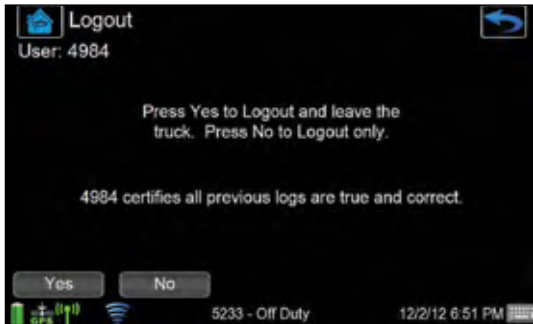 Logout
User: 4984
Press Yes to Logout and leave the
truck. Press No to Logout only.
4984 certifies all previous logs are true and correct.
Yes No
GPS 5233 - Off Duty 12/2/12 6:51 PM